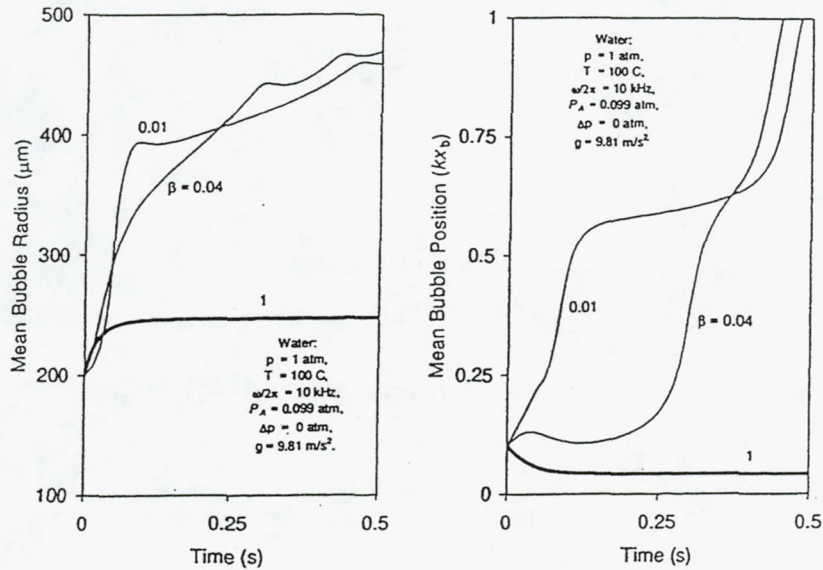 500
400
300
200
100
0
0.25
0.5
Mean Bubble Radius (μm)
Time (s)
0.01
β = 0.04
1
Water:
p = 1 atm,
T = 100 C,
ω/2π = 10 kHz,
P_A = 0.099 atm,
Δp = 0 atm,
g = 9.81 m/s².
1
0.75
0.5
0.25
0
0
0.25
0.5
Mean Bubble Position (kx_b)
Time (s)
Water:
p = 1 atm,
T = 100 C,
ω/2π = 10 kHz,
P_A = 0.099 atm,
Δp = 0 atm,
g = 9.81 m/s²
0.01
β = 0.04
1